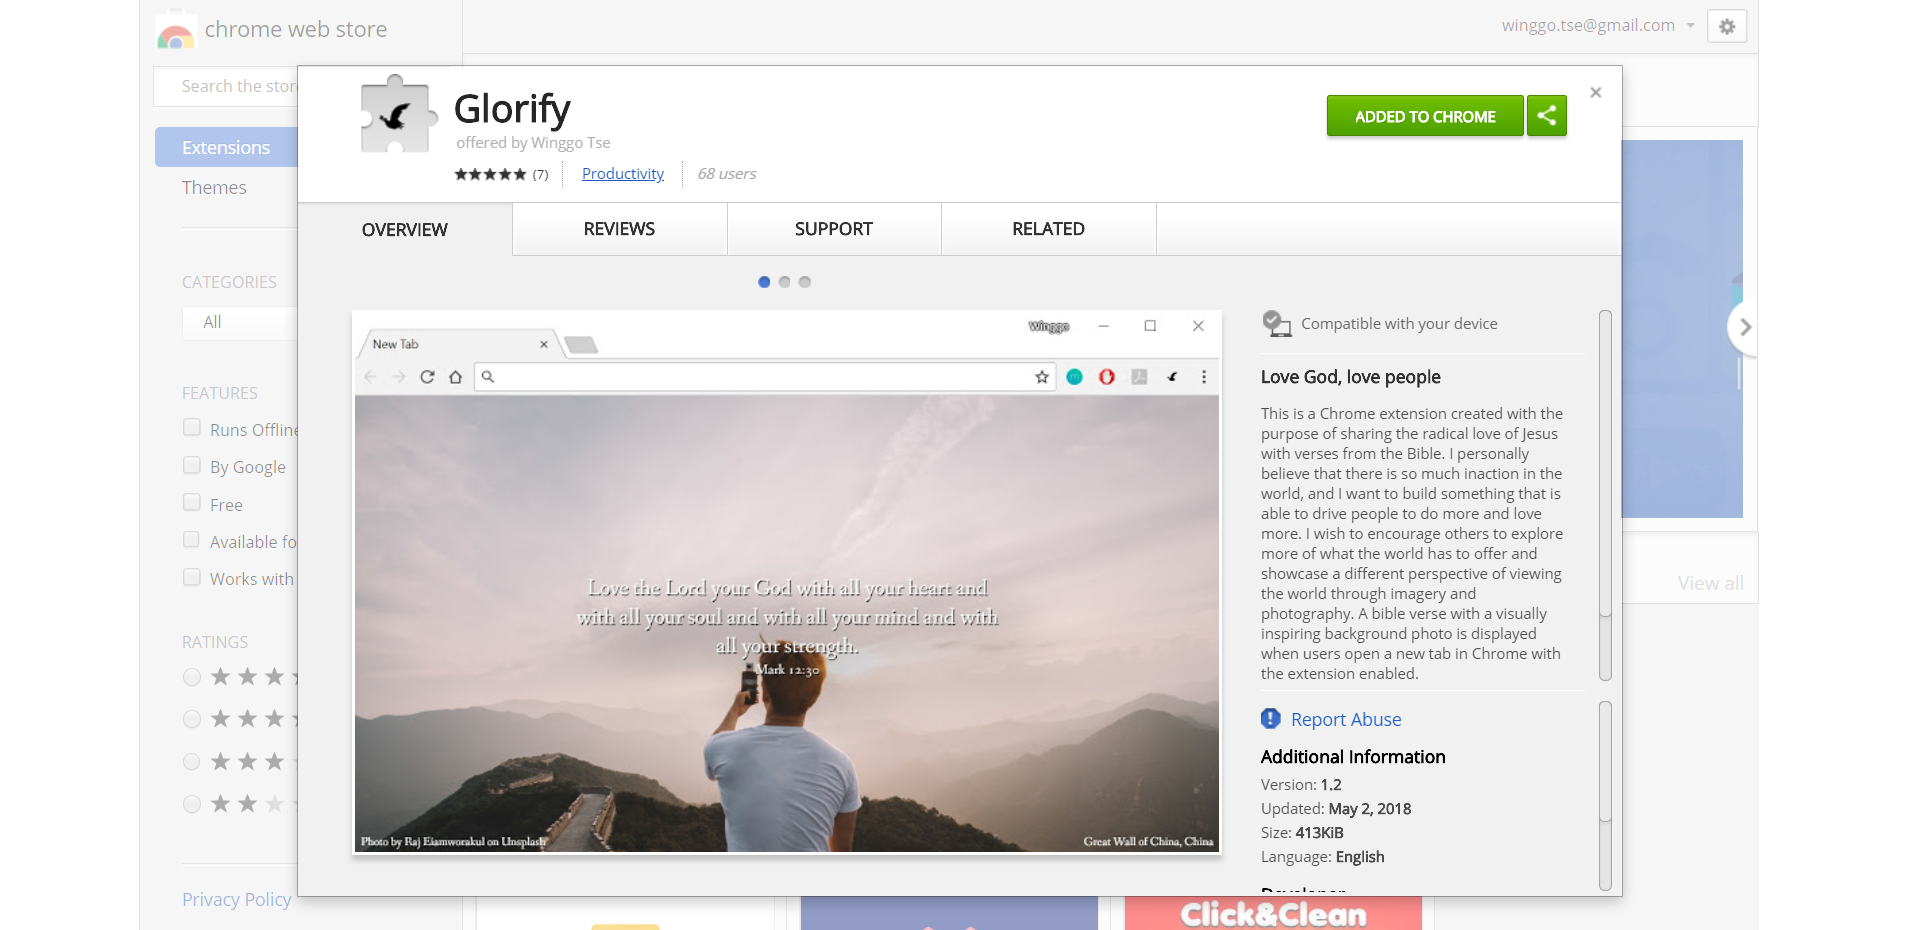 chrome web store
winggo.tse@gmail.com
Search the stor
Extensions
Themes
CATEGORIES
All
FEATURES
Runs Offline
By Google
Free
Available fo
Works with
RATINGS
Privacy Policy
Glorify
offered by Winggo Tse
(7)
Productivity
68 users
ADDED TO CHROME
OVERVIEW
REVIEWS
SUPPORT
RELATED
Winggo
New Tab
Love the Lord your God with all your heart and
with all your soul and with all your mind and with
all your strength.
Mark 12:30
Photo by Raj Eiamworakul on Unsplash
Great Wall of China, China
Compatible with your device
Love God, love people
This is a Chrome extension created with the
purpose of sharing the radical love of Jesus
with verses from the Bible. I personally
believe that there is so much inaction in the
world, and I want to build something that is
able to drive people to do more and love
more. I wish to encourage others to explore
more of what the world has to offer and
showcase a different perspective of viewing
the world through imagery and
photography. A bible verse with a visually
inspiring background photo is displayed
when users open a new tab in Chrome with
the extension enabled.
Report Abuse
Additional Information
Version: 1.2
Updated: May 2, 2018
Size: 413KiB
Language: English
View all
Click&Clean